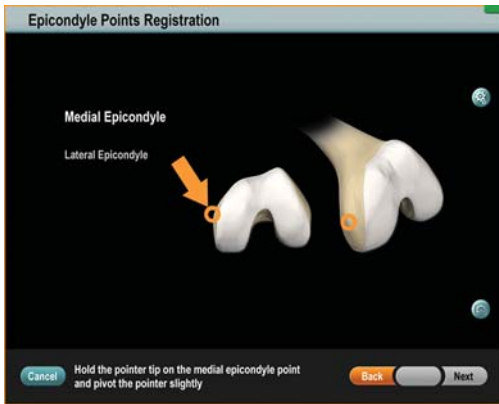 Epicondyle Points Registration
Medial Epicondyle
Lateral Epicondyle
Cancel
Hold the pointer tip on the medial epicondyle point
and pivot the pointer slightly
Back
Next